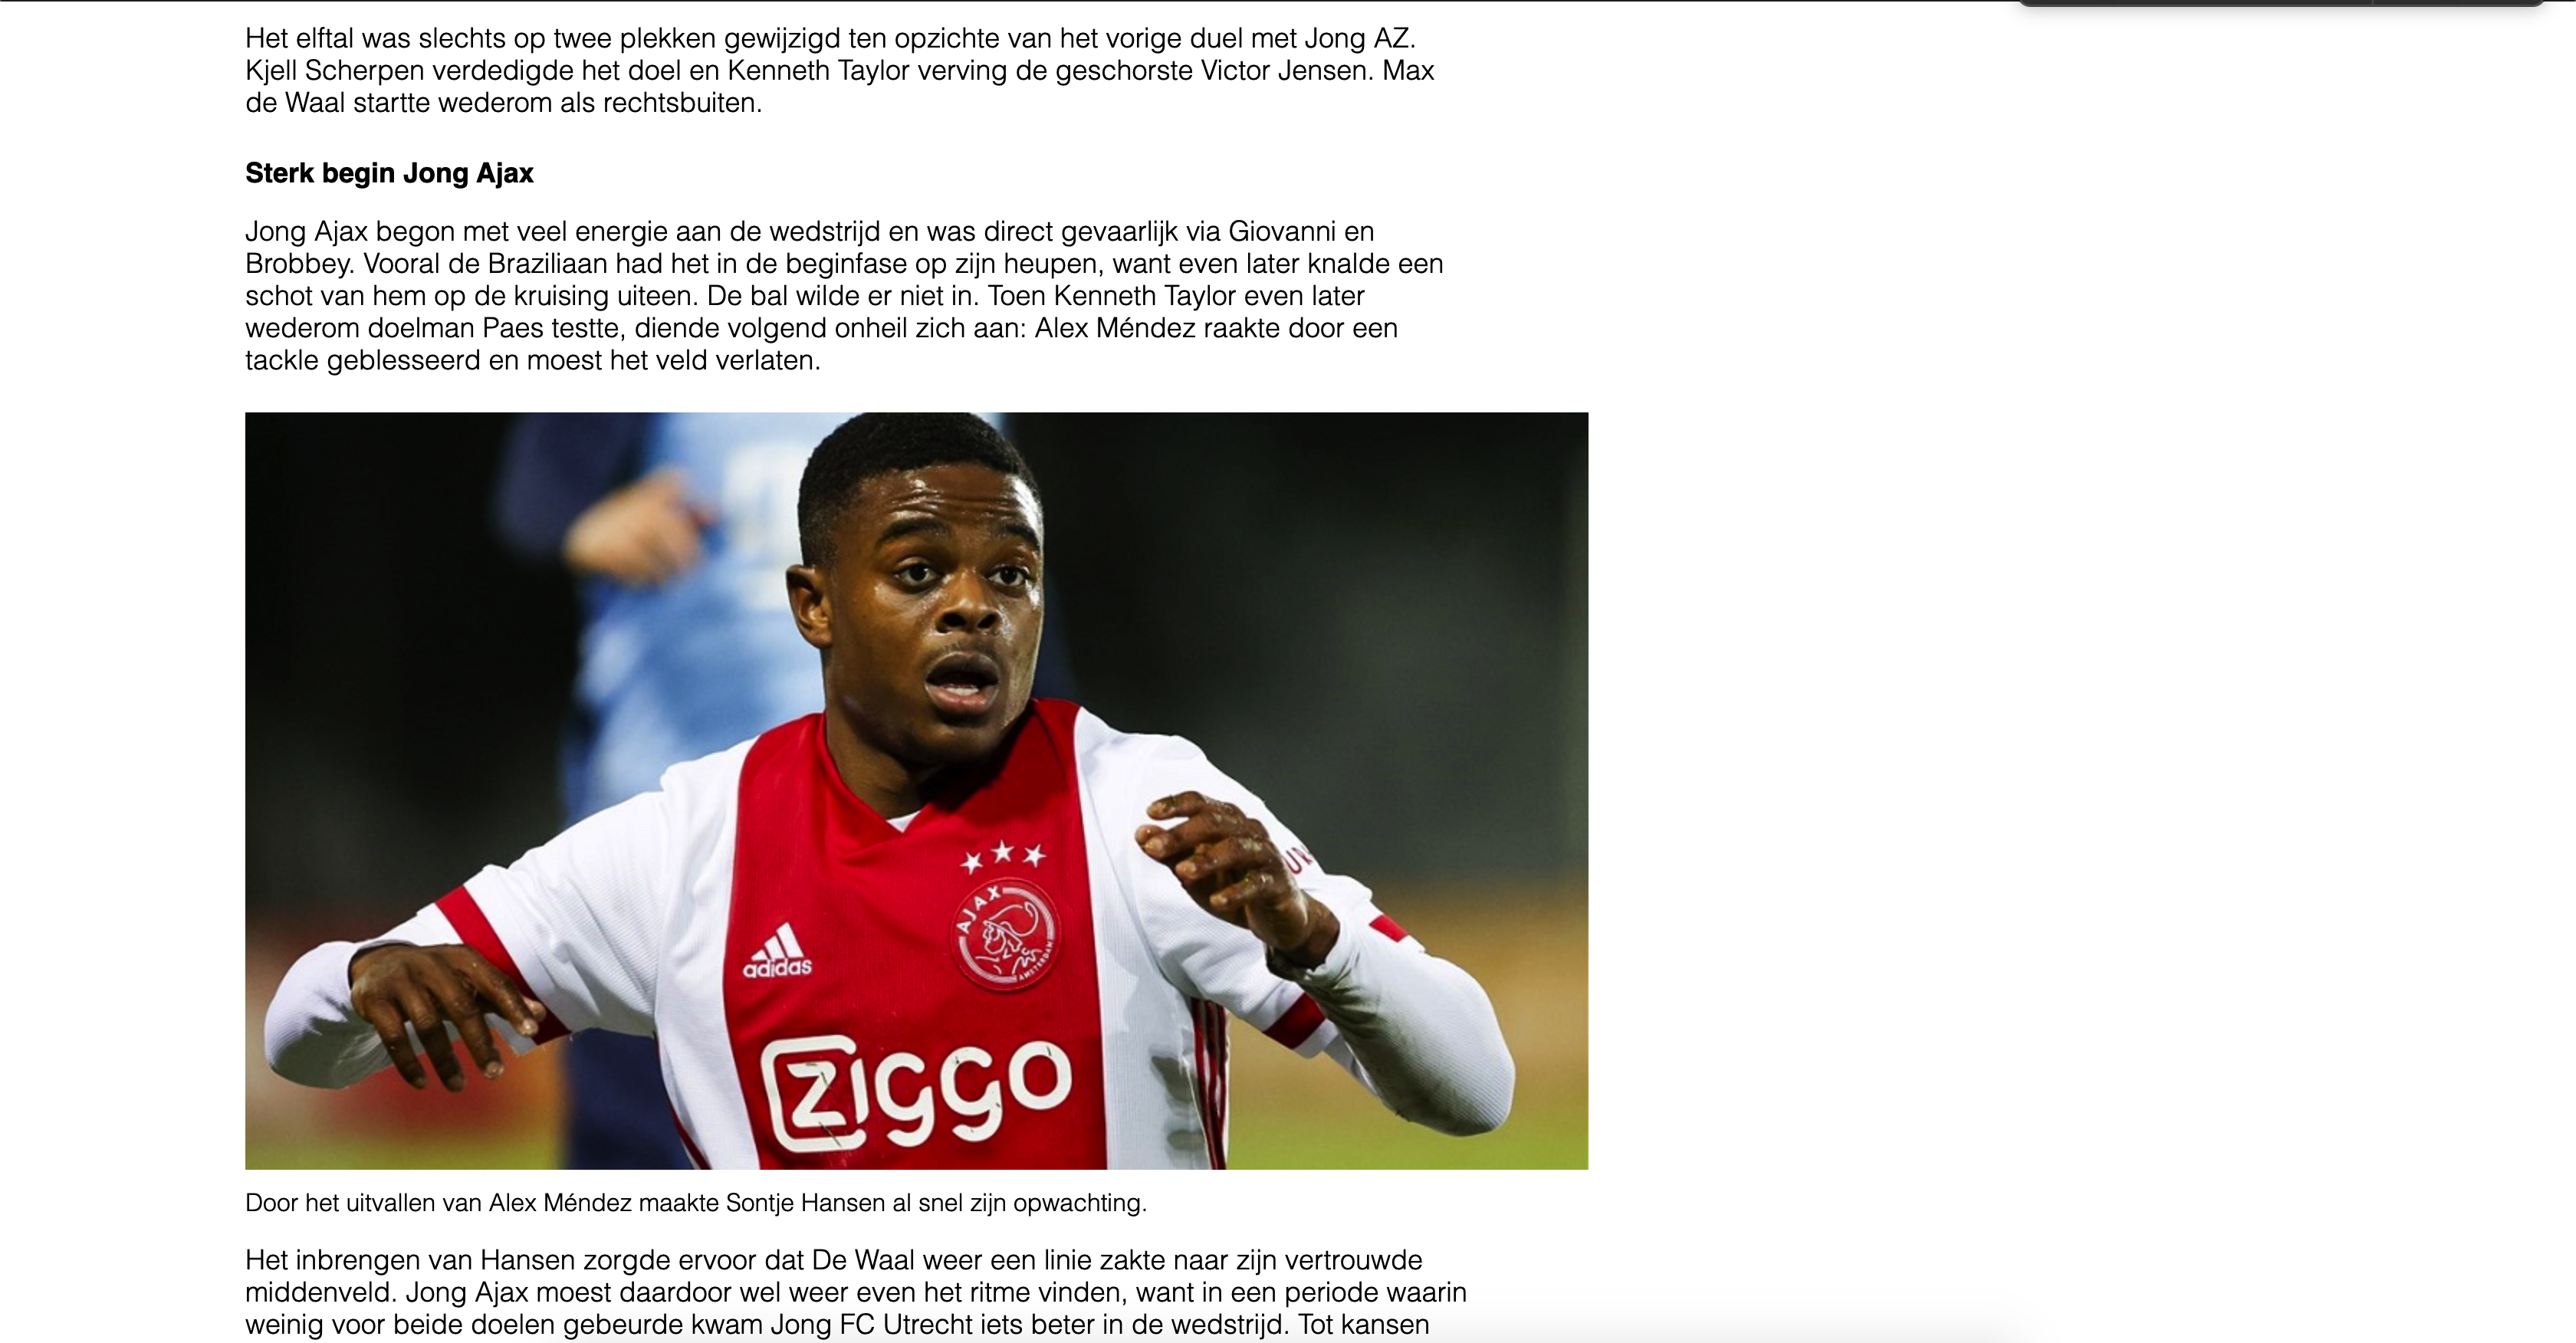 Het elftal was slechts op twee plekken gewijzigd ten opzichte van het vorige duel met Jong AZ.
Kjell Scherpen verdedigde het doel en Kenneth Taylor verving de geschorste Victor Jensen. Max
de Waal startte wederom als rechtsbuiten.
Sterk begin Jong Ajax
Jong Ajax begon met veel energie aan de wedstrijd en was direct gevaarlijk via Giovanni en
Brobbey. Vooral de Braziliaan had het in de beginfase op zijn heupen, want even later knalde een
schot van hem op de kruising uiteen. De bal wilde er niet in. Toen Kenneth Taylor even later
wederom doelman Paes testte, diende volgend onheil zich aan: Alex Méndez raakte door een
tackle geblesseerd en moest het veld verlaten.
AJAX
AMSTERDAM
adidas
ZIGGO
Door het uitvallen van Alex Méndez maakte Sontje Hansen al snel zijn opwachting.
Het inbrengen van Hansen zorgde ervoor dat De Waal weer een linie zakte naar zijn vertrouwde
middenveld. Jong Ajax moest daardoor wel weer even het ritme vinden, want in een periode waarin
weinig voor beide doelen gebeurde kwam Jong FC Utrecht iets beter in de wedstrijd. Tot kansen